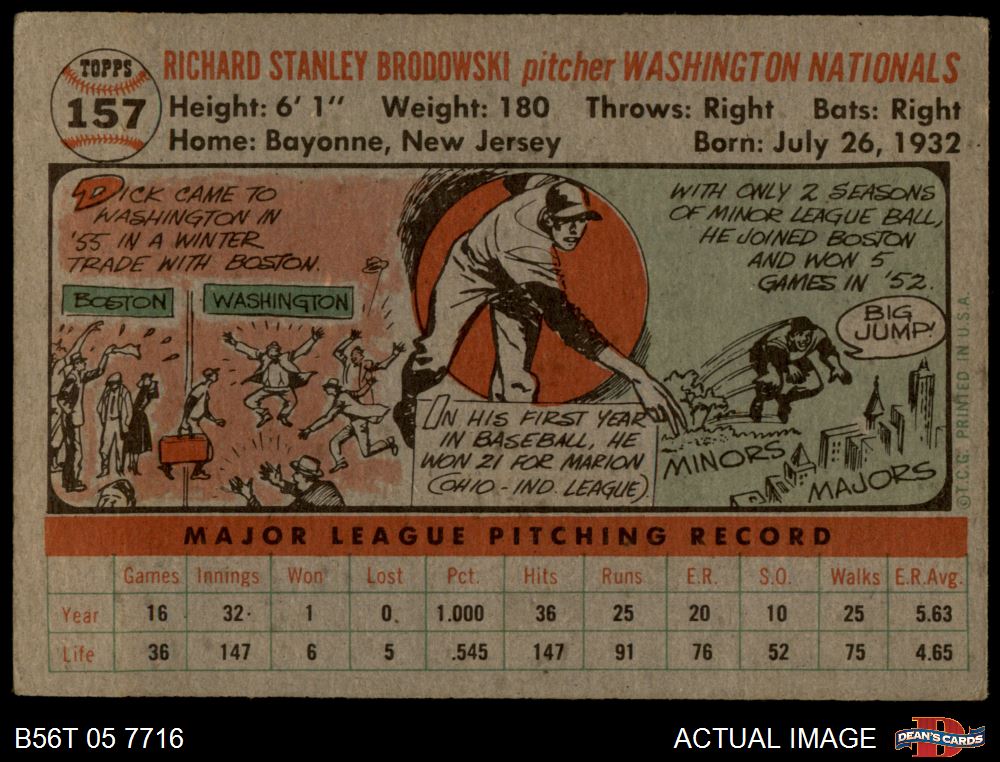 TOPPS
157
RICHARD STANLEY BRODOWSKI pitcher WASHINGTON NATIONALS
Height: 6' 1" Weight: 180 Throws: Right Bats: Right
Home: Bayonne, New Jersey Born: July 26, 1932
DICK CAME TO
WASHINGTON IN
'55 IN A WINTER
TRADE WITH BOSTON.
BOSTON
WASHINGTON
IN HIS FIRST YEAR
IN BASEBALL, HE
WON 21 FOR MARION
(OHIO-IND. LEAGUE)
WITH ONLY 2 SEASONS
OF MINOR LEAGUE BALL,
HE JOINED BOSTON
AND WON 5
GAMES IN '52.
BIG
JUMP!
MINORS
MAJORS
©T.C.G. PRINTED IN U.S.A.
MAJOR LEAGUE PITCHING RECORD
Games Innings Won Lost Pct. Hits Runs E.R. S.O. Walks E.R.Avg.
Year 16 32 1 0 1.000 36 25 20 10 25 5.63
Life 36 147 6 5 .545 147 91 76 52 75 4.65
B56T 05 7716
ACTUAL IMAGE
D
DEAN'S CARDS